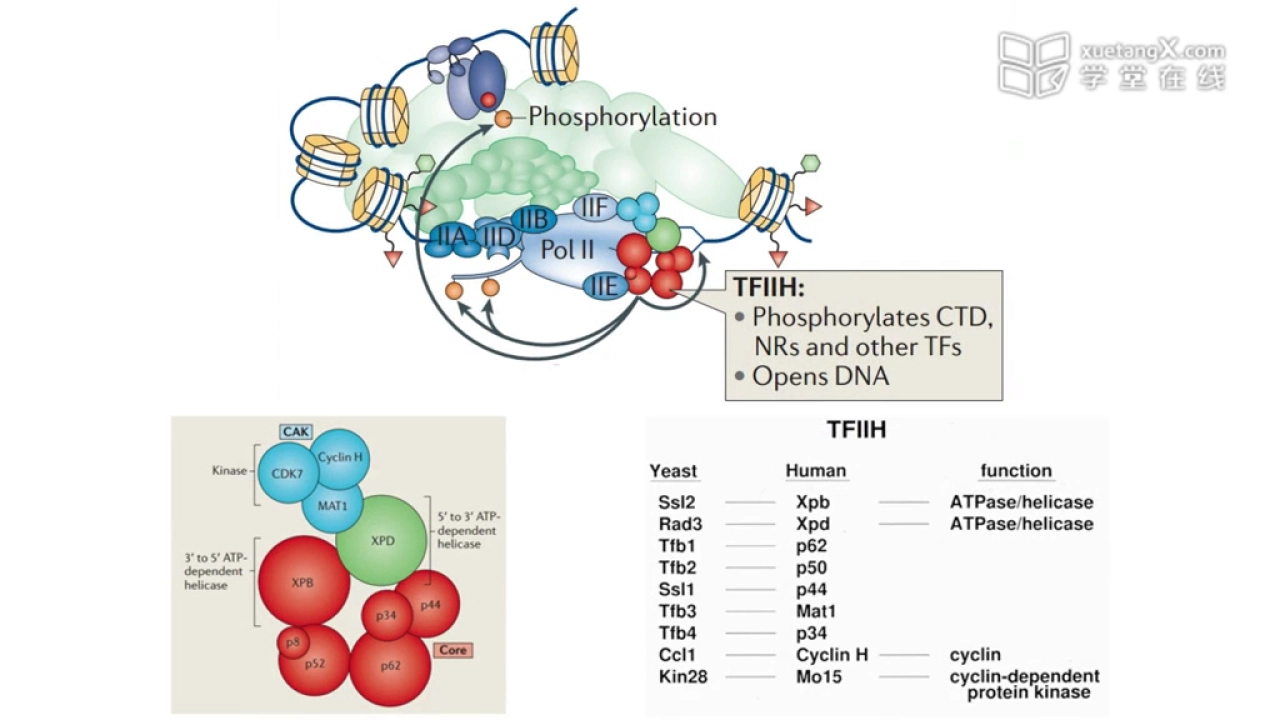 xuetangX.com
学堂在线
Phosphorylation
IIF
IIB
IIA
IID
Pol II
IIE
TFIIH:
• Phosphorylates CTD,
NRs and other TFs
• Opens DNA
CAK
Kinase
CDK7
Cyclin H
MAT1
XPD
5' to 3' ATP-
dependent
helicase
3' to 5' ATP-
dependent
helicase
XPB
p34
p44
p8
p52
p62
Core
TFIIH
Yeast Human function
Ssl2 Xpb ATPase/helicase
Rad3 Xpd ATPase/helicase
Tfb1 p62
Tfb2 p50
Ssl1 p44
Tfb3 Mat1
Tfb4 p34
Ccl1 Cyclin H cyclin
Kin28 Mo15 cyclin-dependent
protein kinase